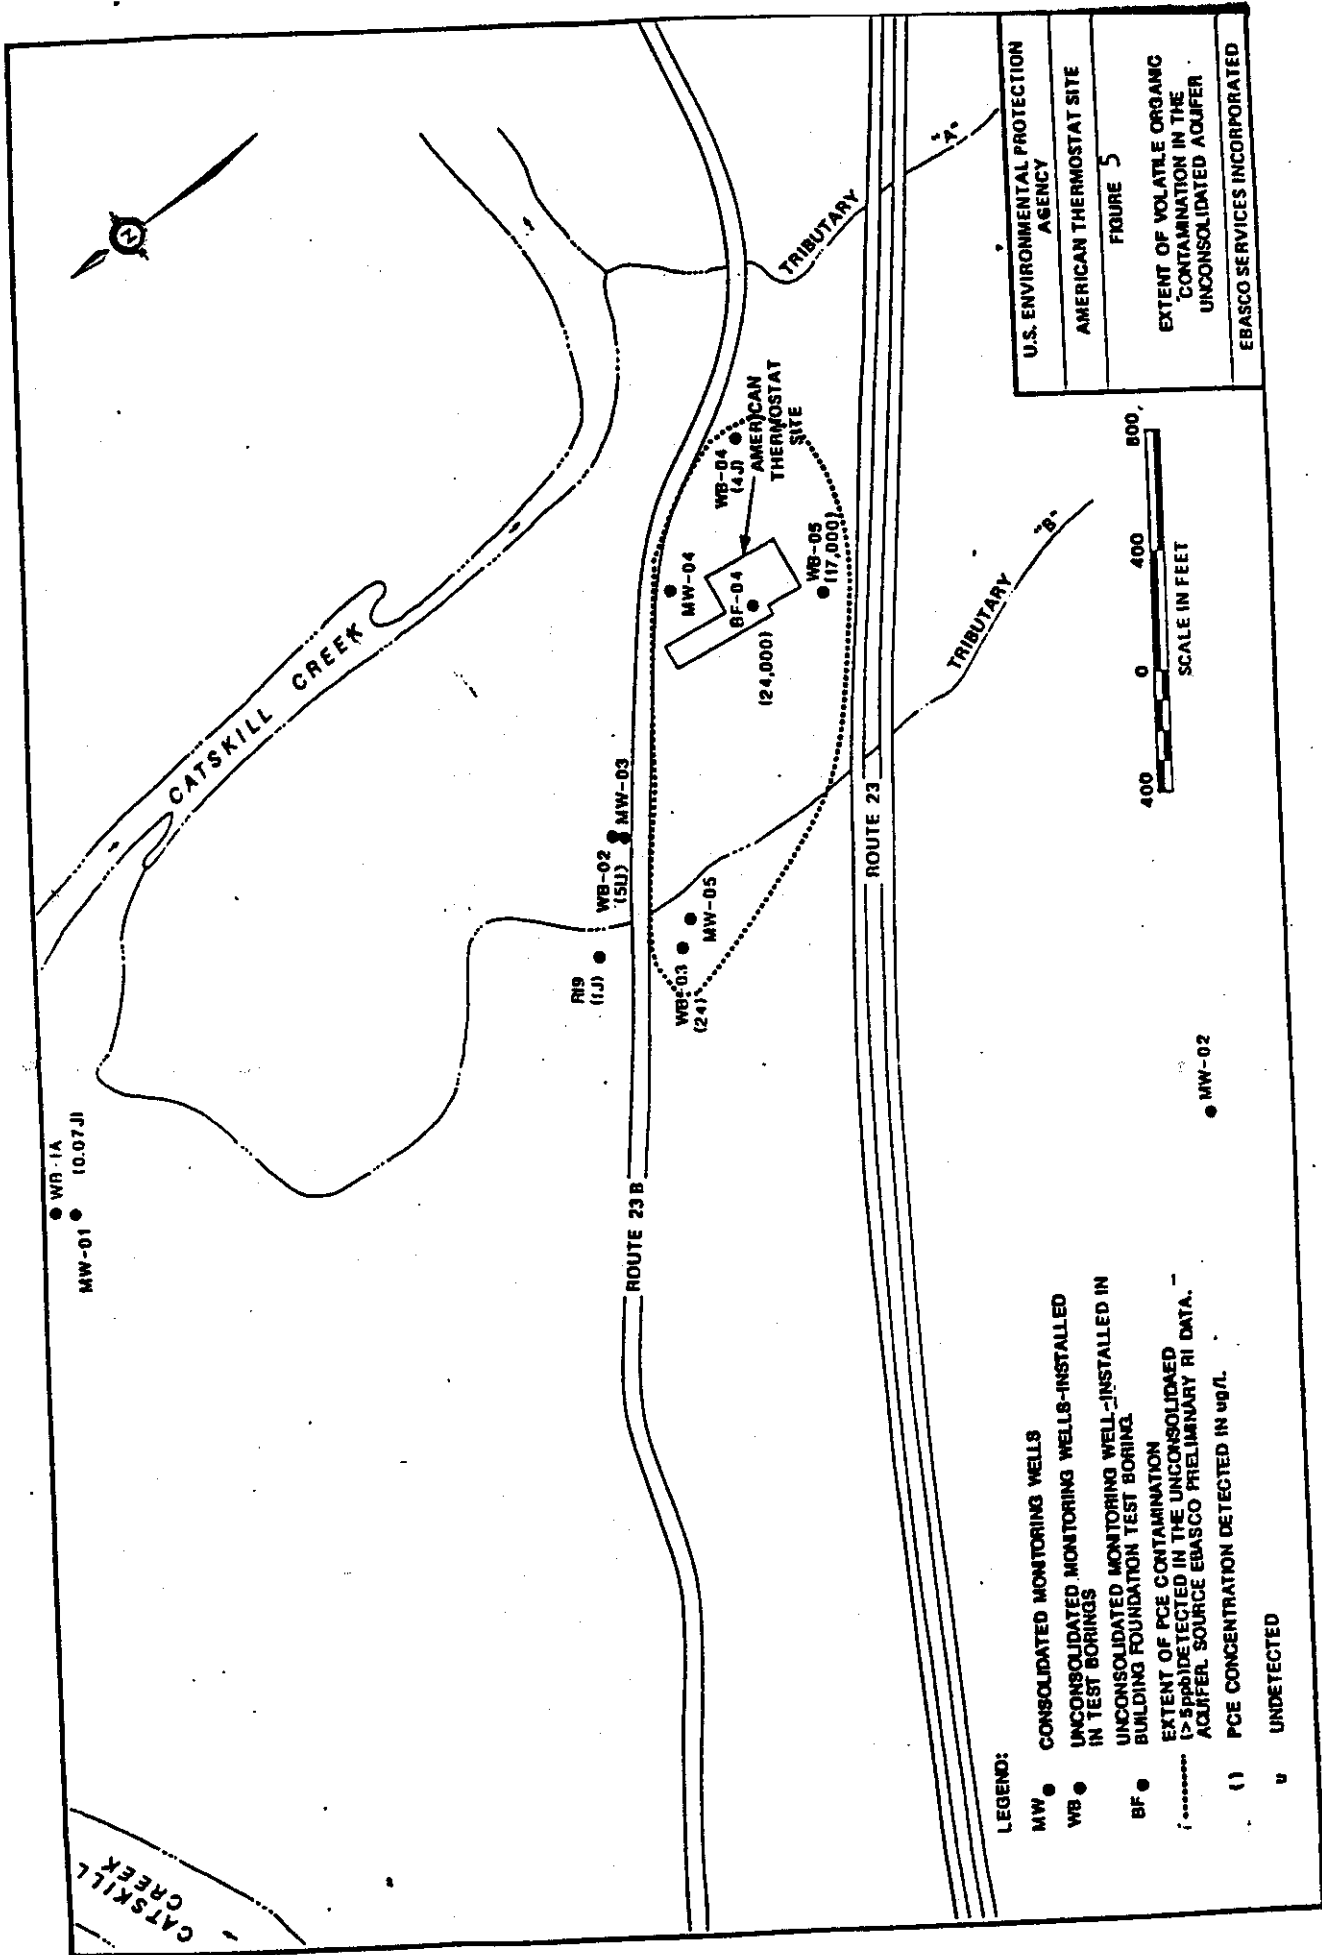 CATSKILL
CREEK
WB-1A
(0.07J)
MW-01
CATSKILL CREEK
N
R19
(1J)
WB-02
(5U)
MW-03
WB-03
(24)
MW-05
MW-04
BF-04
(24,000)
WB-04
(4J)
AMERICAN
THERMOSTAT
SITE
WB-05
(17,000)
ROUTE 23B
ROUTE 23
TRIBUTARY
"A"
TRIBUTARY
"B"
MW-02
LEGEND:
MW CONSOLIDATED MONITORING WELLS
WB UNCONSOLIDATED MONITORING WELLS-INSTALLED
IN TEST BORINGS
BF UNCONSOLIDATED MONITORING WELL-INSTALLED IN
BUILDING FOUNDATION TEST BORING.
EXTENT OF PCE CONTAMINATION
(>5ppb)DETECTED IN THE UNCONSOLIDAED
AQUIFER. SOURCE EBASCO PRELIMINARY RI DATA.
() PCE CONCENTRATION DETECTED IN ug/l.
U UNDETECTED
400 0 400 800
SCALE IN FEET
U.S. ENVIRONMENTAL PROTECTION
AGENCY
AMERICAN THERMOSTAT SITE
FIGURE 5
EXTENT OF VOLATILE ORGANIC
CONTAMINATION IN THE
UNCONSOLIDATED AQUIFER
EBASCO SERVICES INCORPORATED